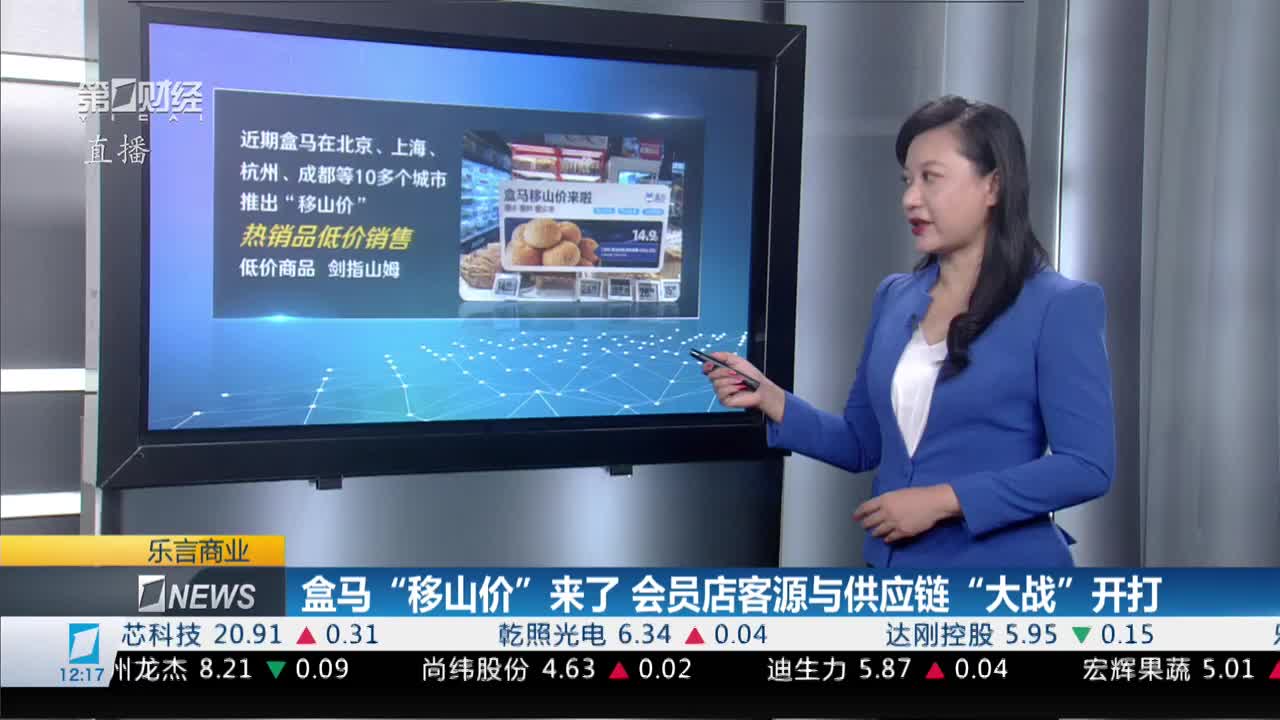 第一财经
YICAI
直播
近期盒马在北京、上海、
杭州、成都等10多个城市
推出“移山价”
热销品低价销售
低价商品 剑指山姆
盒马移山价来啦
14.9
乐言商业
NEWS
盒马“移山价”来了 会员店客源与供应链“大战”开打
芯科技 20.91 ▲ 0.31 乾照光电 6.34 ▲ 0.04 达刚控股 5.95 ▼ 0.15
12:17
州龙杰 8.21 ▼ 0.09 尚纬股份 4.63 ▲ 0.02 迪生力 5.87 ▲ 0.04 宏辉果蔬 5.01 ▲